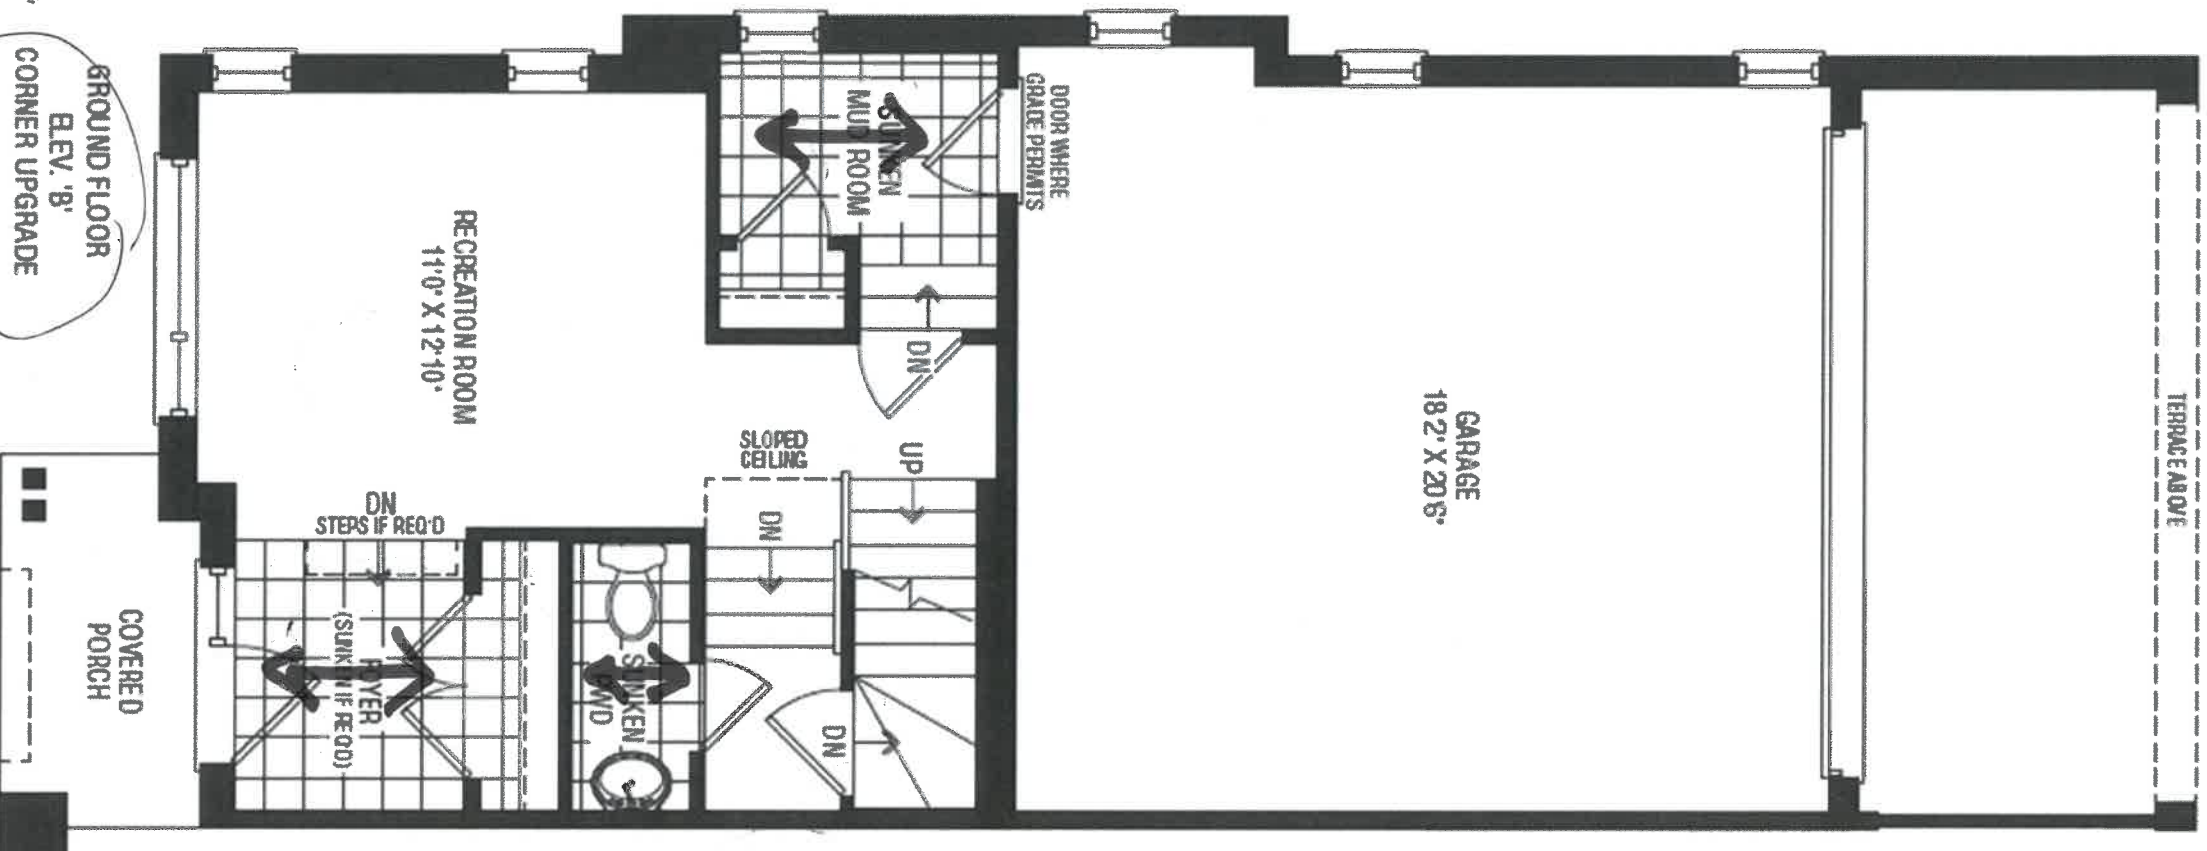 TERRACE ABOVE
GARAGE
18'2" X 20'6"
DOOR WHERE
GRADE PERMITS
SUNKEN
MUD ROOM
DN
UP
SLOPED
CEILING
DN
DN
RECREATION ROOM
11'0" X 12'10"
DN
STEPS IF REQ'D
SUNKEN
PWD
FOYER
(SUNKEN IF REQ'D)
COVERED
PORCH
GROUND FLOOR
ELEV. 'B'
CORNER UPGRADE